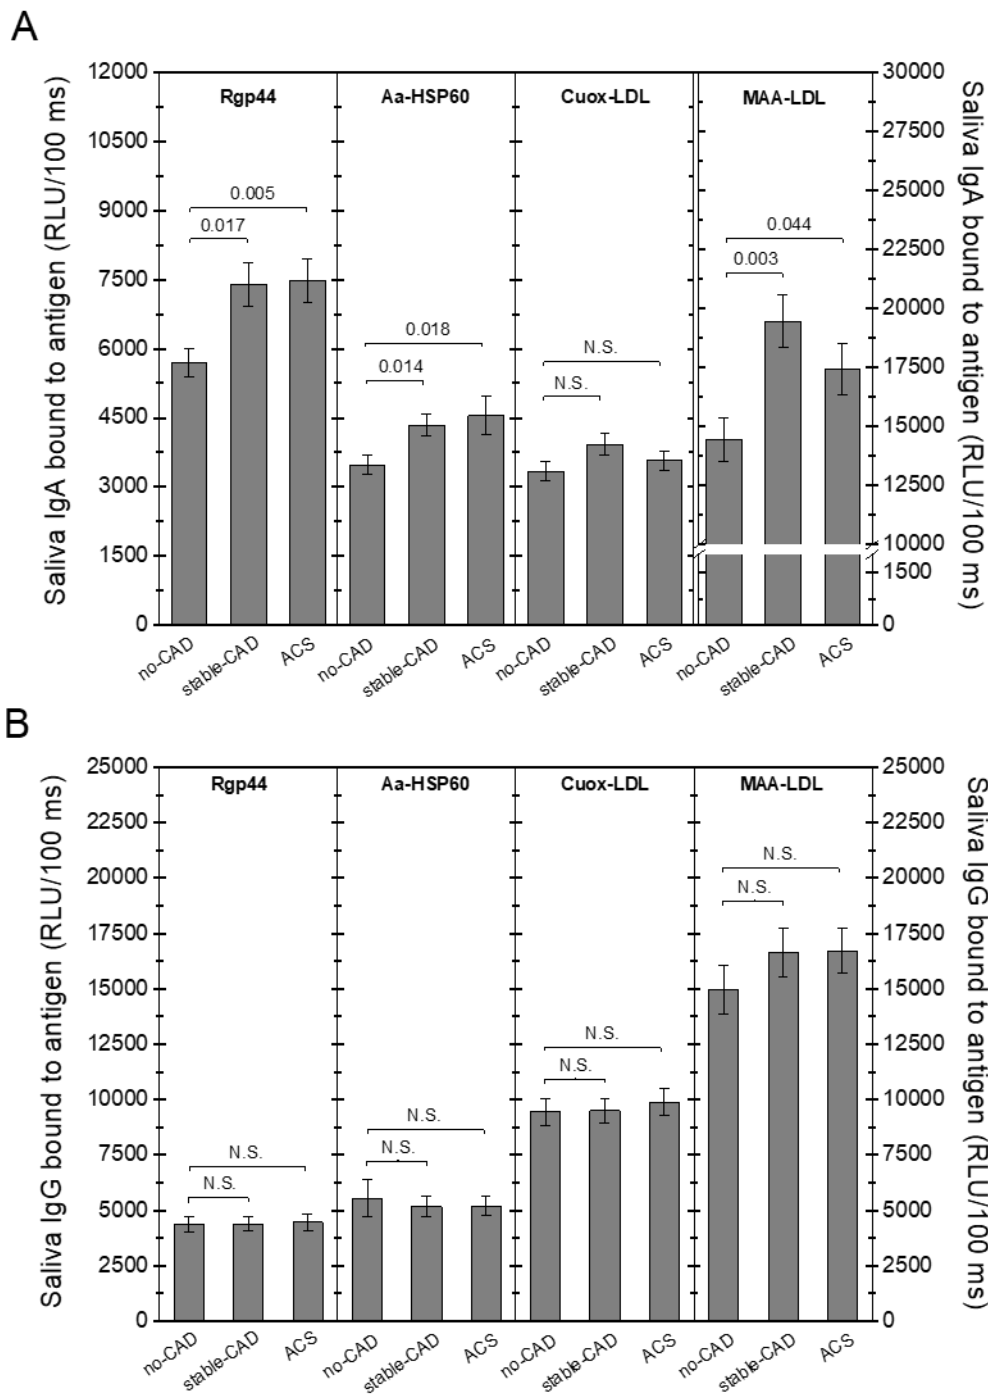 A
Saliva IgA bound to antigen (RLU/100 ms)
12000
10500
9000
7500
6000
4500
3000
1500
0
Rgp44
0.005
0.017
no-CAD
stable-CAD
ACS
Aa-HSP60
0.018
0.014
no-CAD
stable-CAD
ACS
Cuox-LDL
N.S.
N.S.
no-CAD
stable-CAD
ACS
MAA-LDL
0.044
0.003
no-CAD
stable-CAD
ACS
30000
27500
25000
22500
20000
17500
15000
12500
10000
1500
0
Saliva IgA bound to antigen (RLU/100 ms)
B
Saliva IgG bound to antigen (RLU/100 ms)
25000
22500
20000
17500
15000
12500
10000
7500
5000
2500
0
Rgp44
N.S.
N.S.
no-CAD
stable-CAD
ACS
Aa-HSP60
N.S.
N.S.
no-CAD
stable-CAD
ACS
Cuox-LDL
N.S.
N.S.
no-CAD
stable-CAD
ACS
MAA-LDL
N.S.
N.S.
no-CAD
stable-CAD
ACS
25000
22500
20000
17500
15000
12500
10000
7500
5000
2500
0
Saliva IgG bound to antigen (RLU/100 ms)